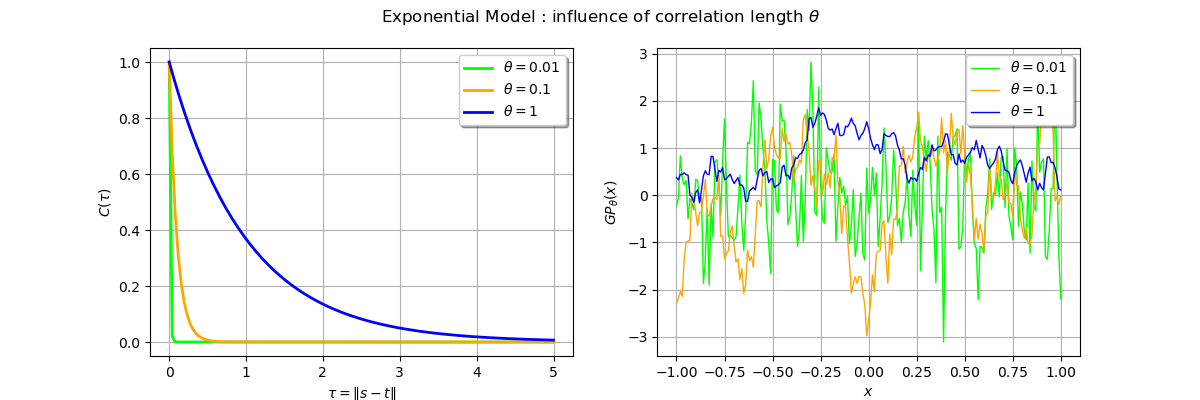 Exponential Model : influence of correlation length θ
C(τ)
1.0
0.8
0.6
0.4
0.2
0.0
0 1 2 3 4 5
τ = ‖s − t‖
θ = 0.01
θ = 0.1
θ = 1
GPθ(x)
3
2
1
0
−1
−2
−3
−1.00 −0.75 −0.50 −0.25 0.00 0.25 0.50 0.75 1.00
x
θ = 0.01
θ = 0.1
θ = 1